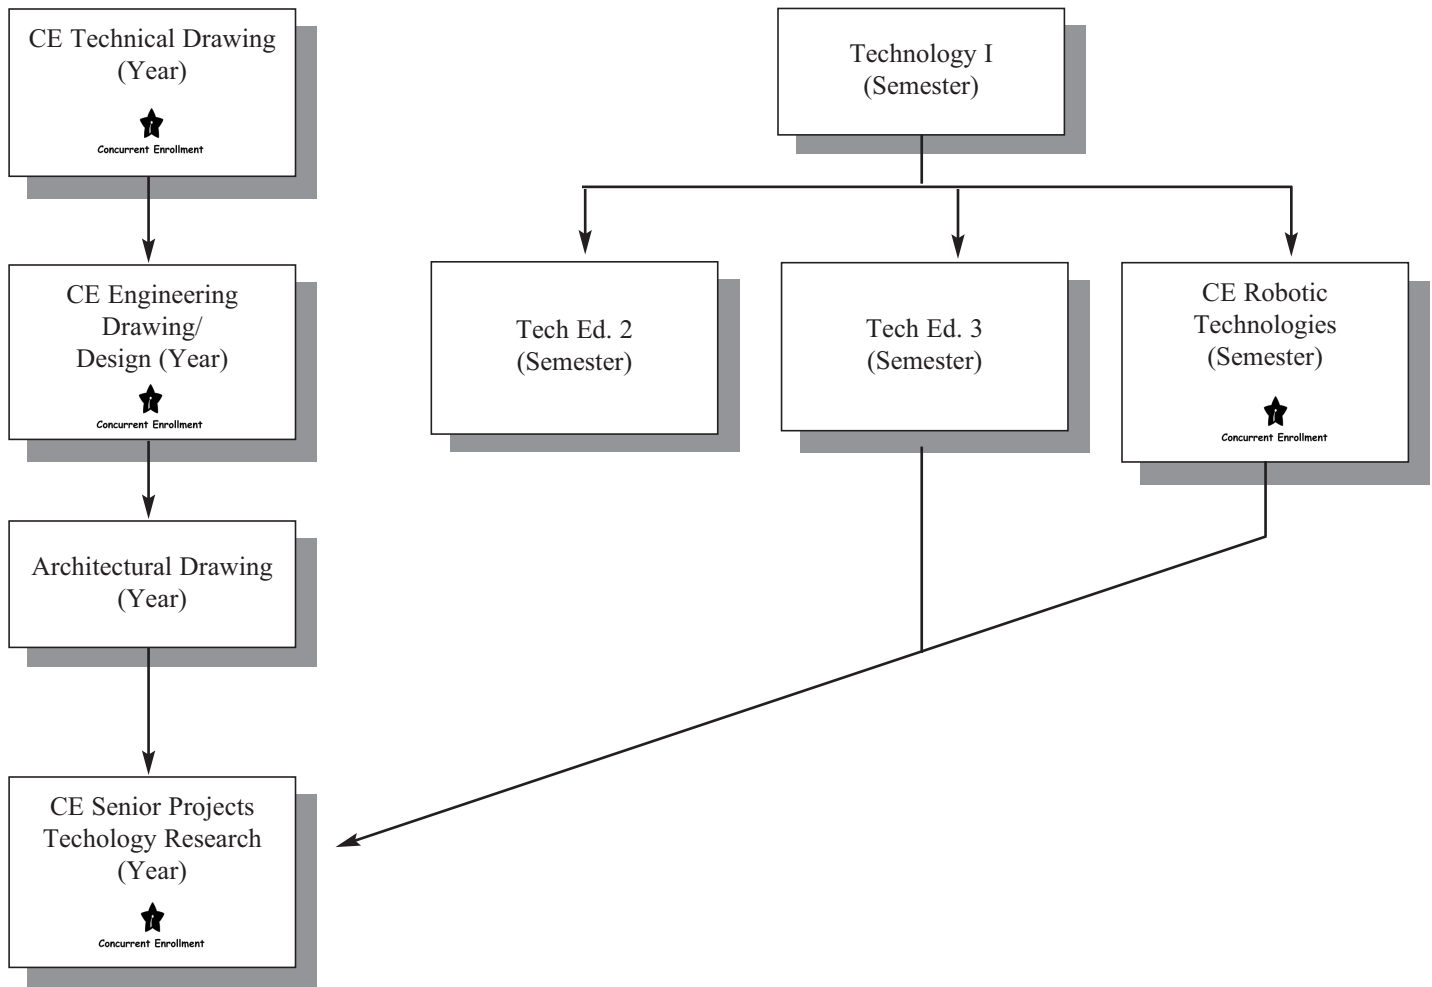 CE Technical Drawing
(Year)
Concurrent Enrollment
Technology I
(Semester)
CE Engineering
Drawing/
Design (Year)
Concurrent Enrollment
Tech Ed. 2
(Semester)
Tech Ed. 3
(Semester)
CE Robotic
Technologies
(Semester)
Concurrent Enrollment
Architectural Drawing
(Year)
CE Senior Projects
Techology Research
(Year)
Concurrent Enrollment